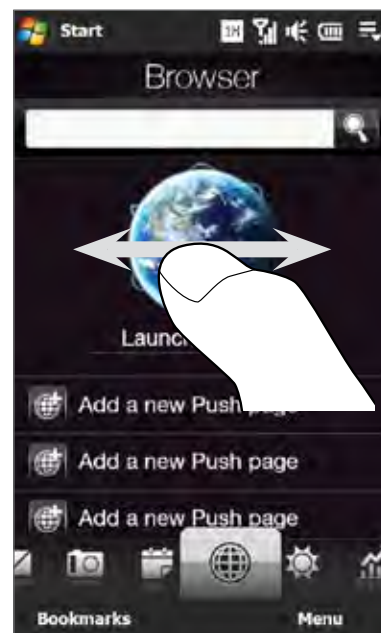 Start
Browser
Launc
Add a new Push page
Add a new Push page
Add a new Push page
Bookmarks
Menu